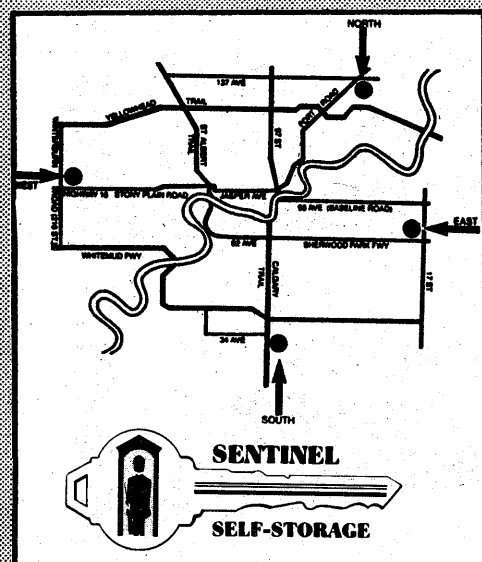 NORTH
137 AVE
YELLOWHEAD
TRAIL
FORT ROAD
ST ALBERT
TRAIL
97 ST
WEST
HIGHWAY 16
STONY PLAIN ROAD
JASPER AVE
98 AVE (BASELINE ROAD)
EAST
82 AVE
SHERWOOD PARK FWY
WHITEMUD FWY
CALGARY
TRAIL
17 ST
34 AVE
SOUTH
SENTINEL
SELF-STORAGE